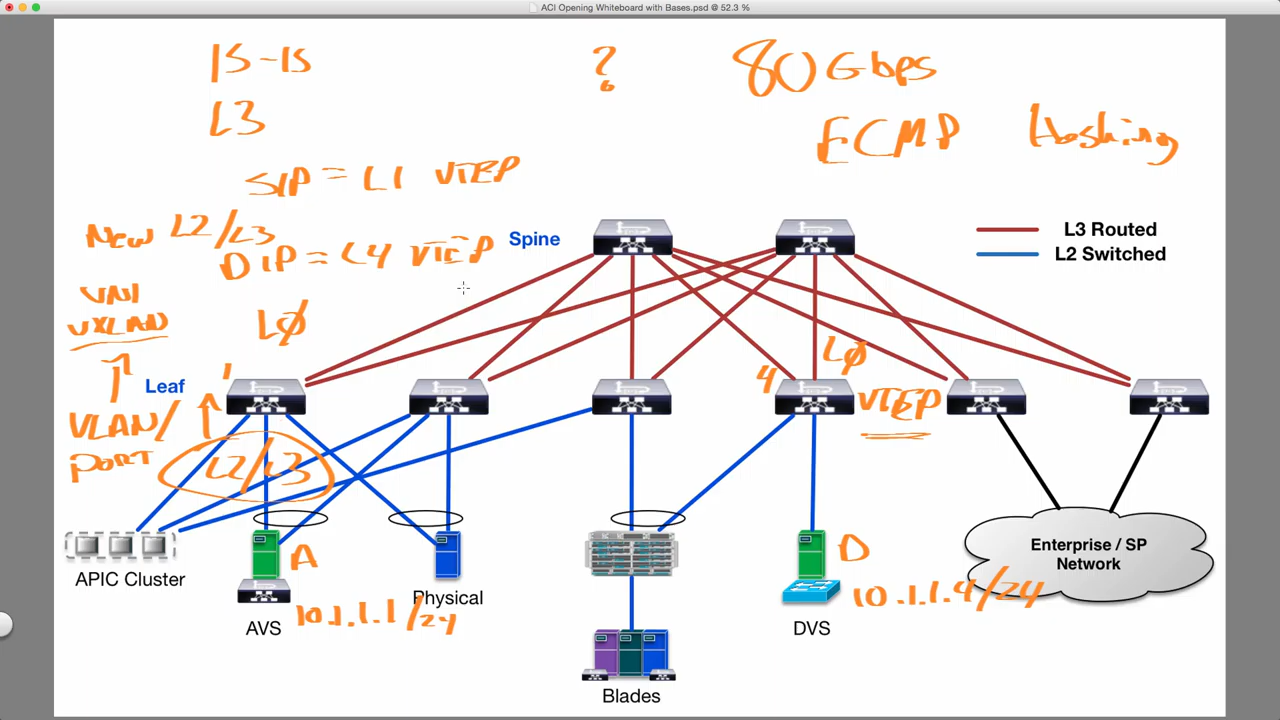 ACI Opening Whiteboard with Bases.psd @ 52.3 %
IS-IS
?
80 Gbps
L3
ECMP Hashing
SIP = L1 VTEP
New L2/L3
DIP = L4 VTEP
Spine
L3 Routed
L2 Switched
VNI
VXLAN
LØ
LØ
1
4
Leaf
VTEP
VLAN/
PORT
L2/L3
A
D
APIC Cluster
Physical
Enterprise / SP
Network
10.1.1.1/24
10.1.1.4/24
AVS
DVS
Blades